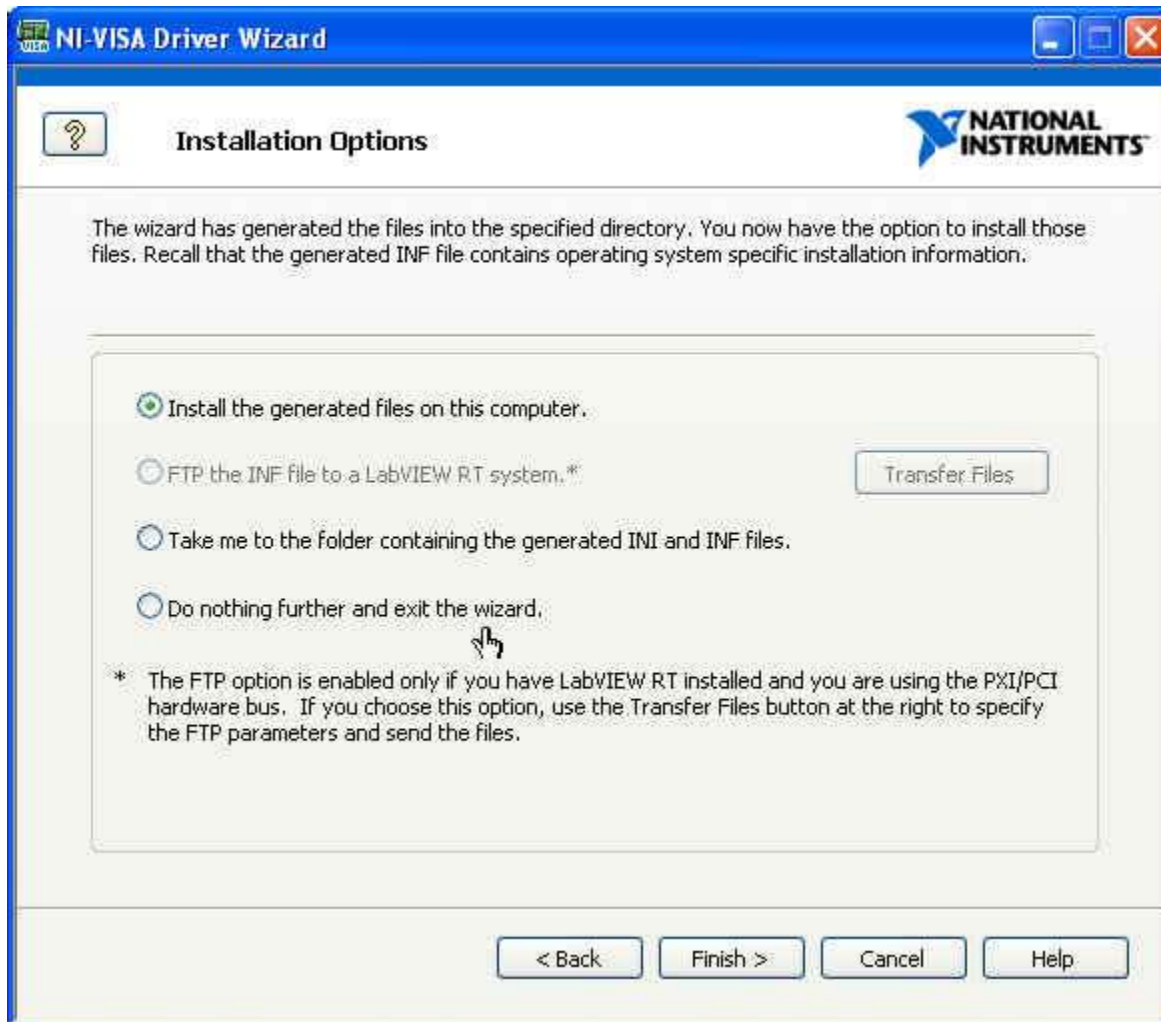 NI-VISA Driver Wizard
?
Installation Options
NATIONAL
INSTRUMENTS
The wizard has generated the files into the specified directory. You now have the option to install those
files. Recall that the generated INF file contains operating system specific installation information.
Install the generated files on this computer.
FTP the INF file to a LabVIEW RT system.*
Transfer Files
Take me to the folder containing the generated INI and INF files.
Do nothing further and exit the wizard.
* The FTP option is enabled only if you have LabVIEW RT installed and you are using the PXI/PCI
hardware bus. If you choose this option, use the Transfer Files button at the right to specify
the FTP parameters and send the files.
< Back
Finish >
Cancel
Help